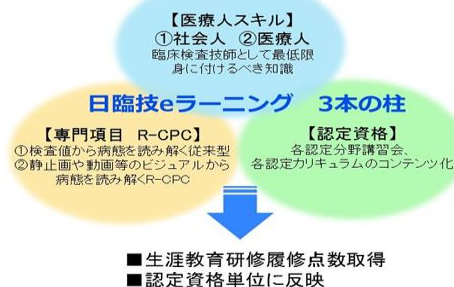 【医療人スキル】
①社会人 ②医療人
臨床検査技師として最低限
身に付けるべき知識
日臨技eラーニング 3本の柱
【専門項目 R-CPC】
①検査値から病態を読み解く従来型
②静止画や動画等のビジュアルから
病態を読み解くR-CPC
【認定資格】
各認定分野講習会、
各認定カリキュラムのコンテンツ化
■生涯教育研修履修点数取得
■認定資格単位に反映